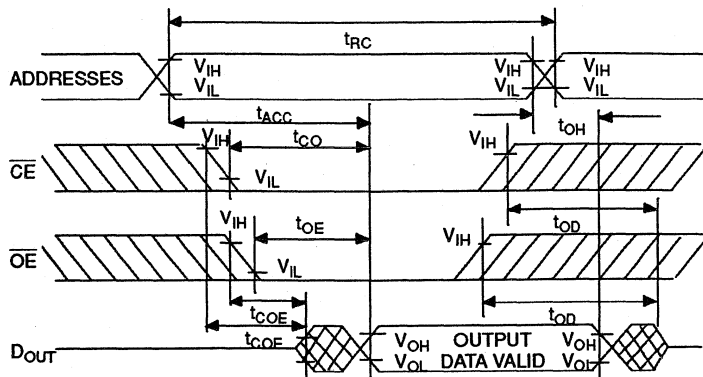 tRC
ADDRESSES
VIH
VIL
VIH
VIL
VIH
VIL
tACC
tOH
VIH
tCO
VIH
CE
VIL
VIH
tOE
tOD
VIH
OE
VIL
tCOE
tOD
tCOE
DOUT
VOH
VOL
OUTPUT
DATA VALID
VOH
VOL